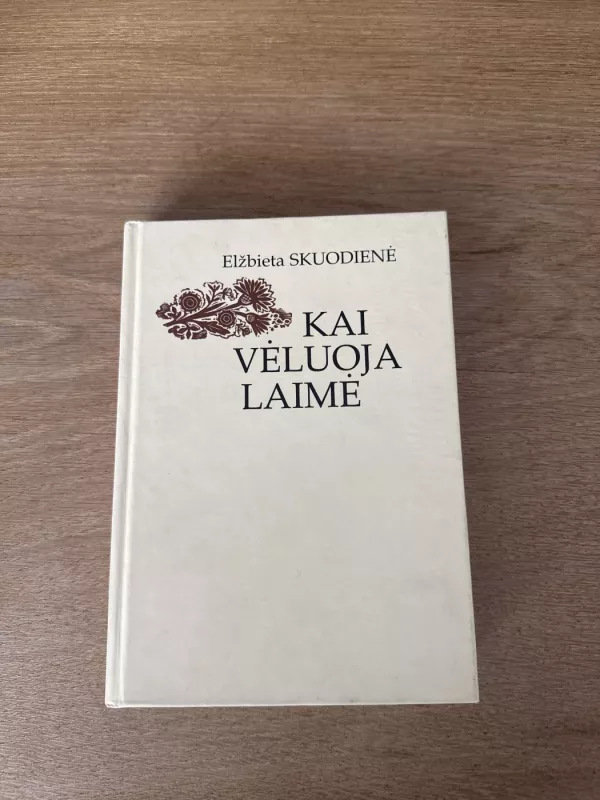 Elžbieta SKUODIENĖ
KAI
VĖLUOJA
LAIMĖ